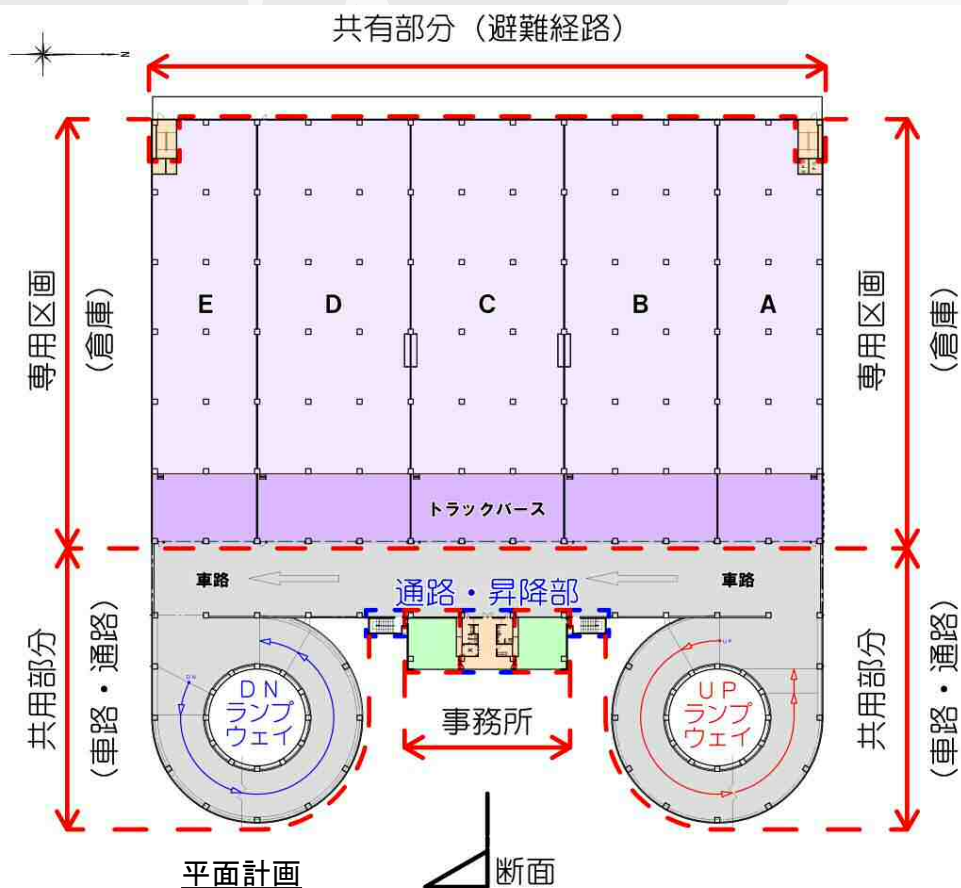 共有部分（避難経路）
N
専用区画
（倉庫）
E
D
C
B
A
専用区画
（倉庫）
トラックバース
車路
車路
通路・昇降部
共用部分
（車路・通路）
DN
ランプ
ウェイ
事務所
UP
ランプ
ウェイ
共用部分
（車路・通路）
平面計画
断面